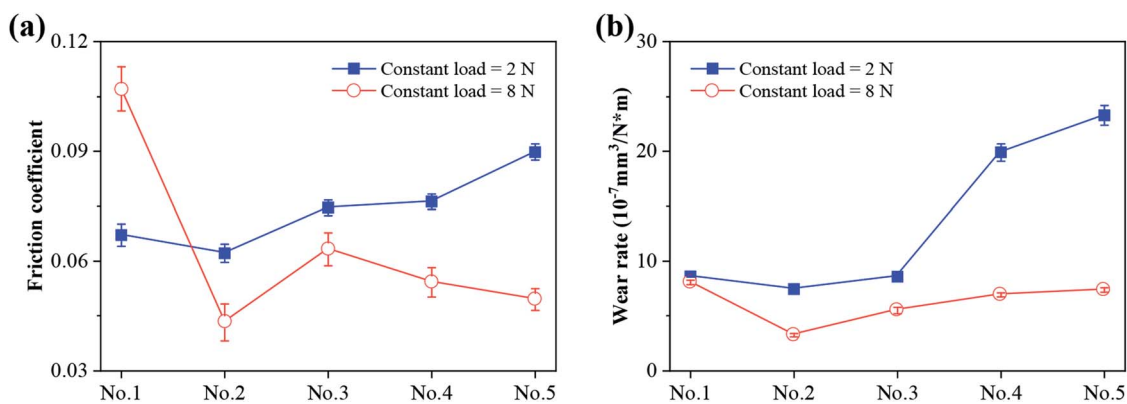 (a)
0.12
0.09
0.06
0.03
Friction coefficient
Constant load = 2 N
Constant load = 8 N
No.1 No.2 No.3 No.4 No.5
(b)
30
20
10
0
Wear rate (10⁻⁷mm³/N*m)
Constant load = 2 N
Constant load = 8 N
No.1 No.2 No.3 No.4 No.5